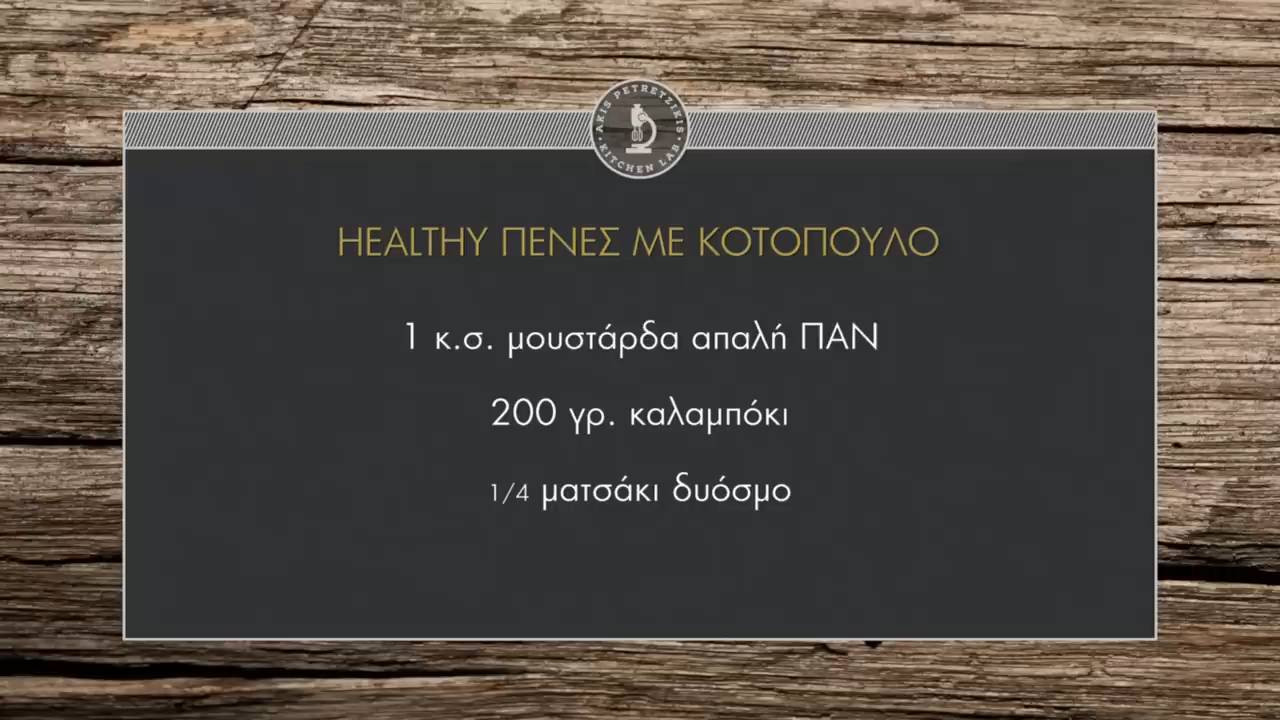 AKIS PETRETZIKIS
KITCHEN LAB
HEALTHY ΠΕΝΕΣ ΜΕ ΚΟΤΟΠΟΥΛΟ
1 κ.σ. μουστάρδα απαλή ΠΑΝ
200 γρ. καλαμπόκι
1/4 ματσάκι δυόσμο